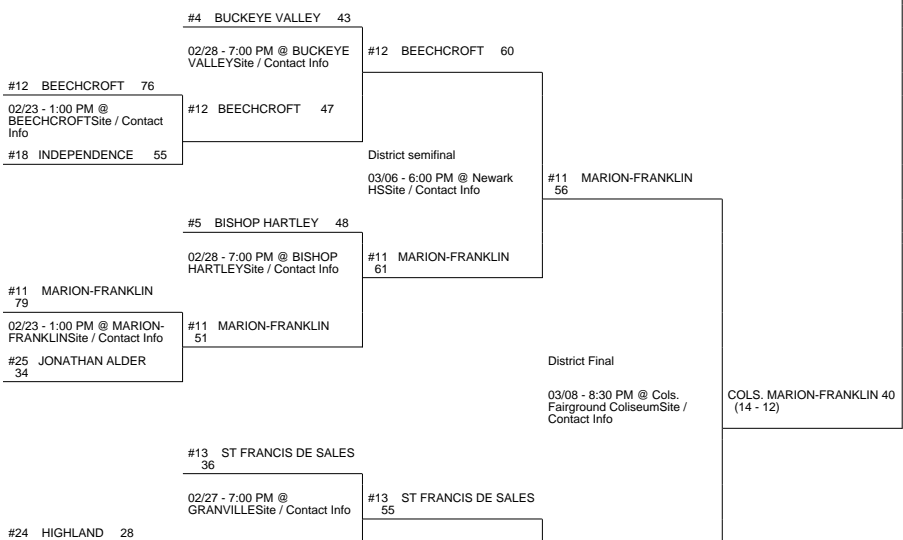 #4 BUCKEYE VALLEY 43
02/28 - 7:00 PM @ BUCKEYE
VALLEYSite / Contact Info
#12 BEECHCROFT 60
#12 BEECHCROFT 76
02/23 - 1:00 PM @
BEECHCROFTSite / Contact
Info
#12 BEECHCROFT 47
#18 INDEPENDENCE 55
District semifinal
03/06 - 6:00 PM @ Newark
HSSite / Contact Info
#11 MARION-FRANKLIN
56
#5 BISHOP HARTLEY 48
02/28 - 7:00 PM @ BISHOP
HARTLEYSite / Contact Info
#11 MARION-FRANKLIN
61
#11 MARION-FRANKLIN
79
02/23 - 1:00 PM @ MARION-
FRANKLINSite / Contact Info
#11 MARION-FRANKLIN
51
#25 JONATHAN ALDER
34
District Final
03/08 - 8:30 PM @ Cols.
Fairground ColiseumSite /
Contact Info
COLS. MARION-FRANKLIN 40
(14 - 12)
#13 ST FRANCIS DE SALES
36
02/27 - 7:00 PM @
GRANVILLESite / Contact Info
#13 ST FRANCIS DE SALES
55
#24 HIGHLAND 28